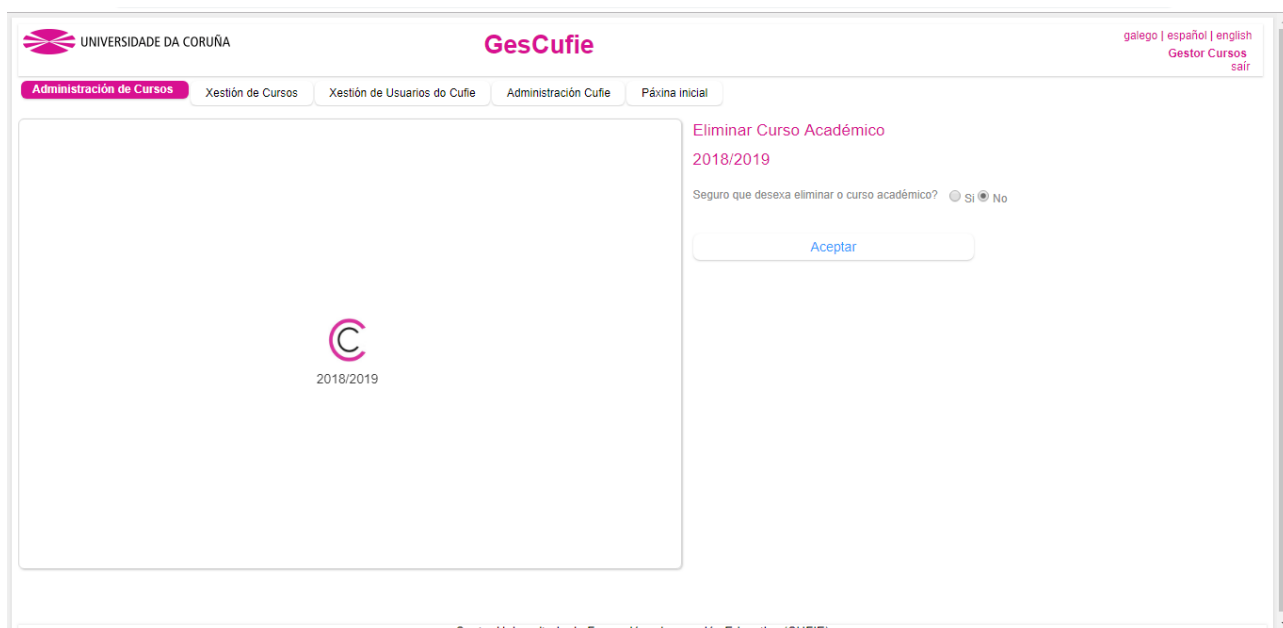 UNIVERSIDADE DA CORUÑA
GesCufie
galego | español | english
Gestor Cursos
saír
Administración de Cursos
Xestión de Cursos
Xestión de Usuarios do Cufie
Administración Cufie
Páxina inicial
Eliminar Curso Académico
2018/2019
Seguro que desexa eliminar o curso académico? Si No
Aceptar
2018/2019